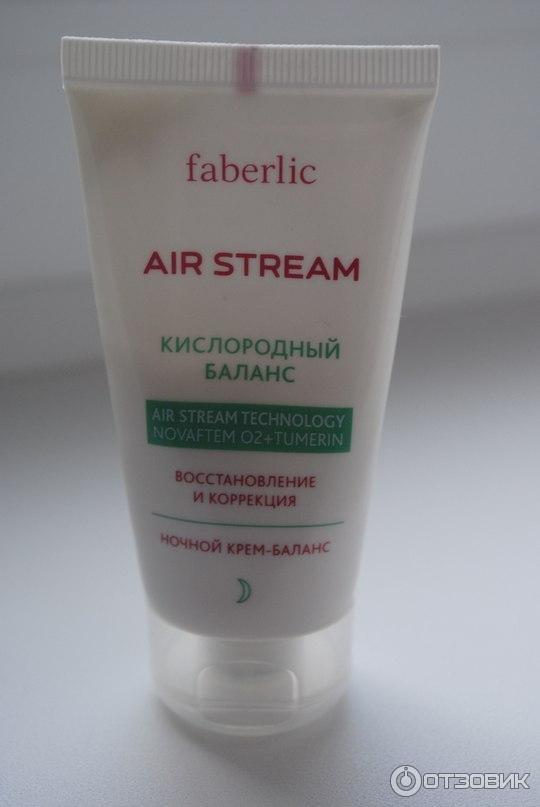 faberlic
AIR STREAM
КИСЛОРОДНЫЙ
БАЛАНС
AIR STREAM TECHNOLOGY
NOVAFTEM O2+TUMERIN
ВОССТАНОВЛЕНИЕ
И КОРРЕКЦИЯ
НОЧНОЙ КРЕМ-БАЛАНС
ОТЗОВИК